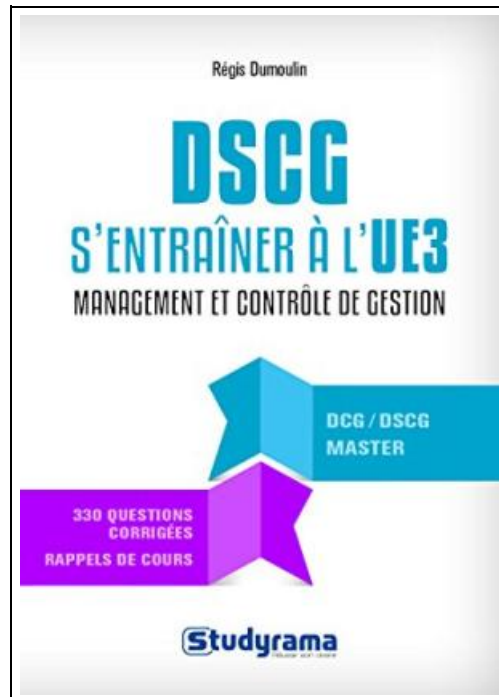 Régis Dumoulin
DSCG
S'ENTRAÎNER À L'UE3
MANAGEMENT ET CONTRÔLE DE GESTION
DCG / DSCG
MASTER
330 QUESTIONS
CORRIGÉES
RAPPELS DE COURS
Studyrama